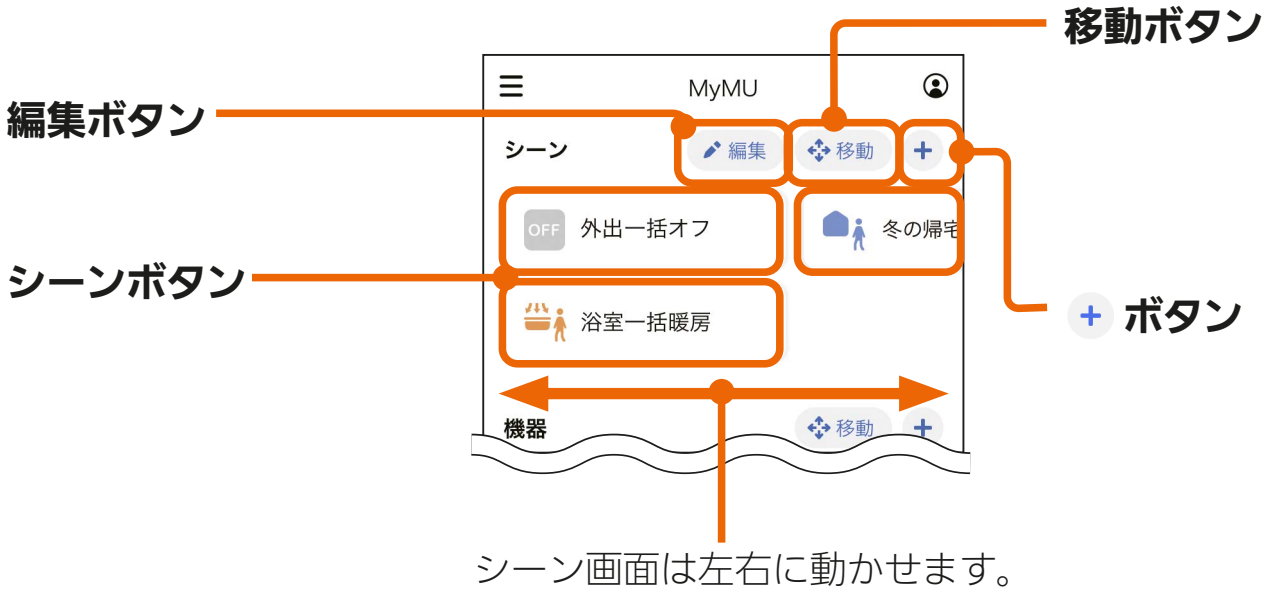 移動ボタン
MyMU
編集ボタン
シーン
編集
移動
+
OFF
外出一括オフ
冬の帰宅
シーンボタン
+ ボタン
浴室一括暖房
機器
移動
+
シーン画面は左右に動かせます。